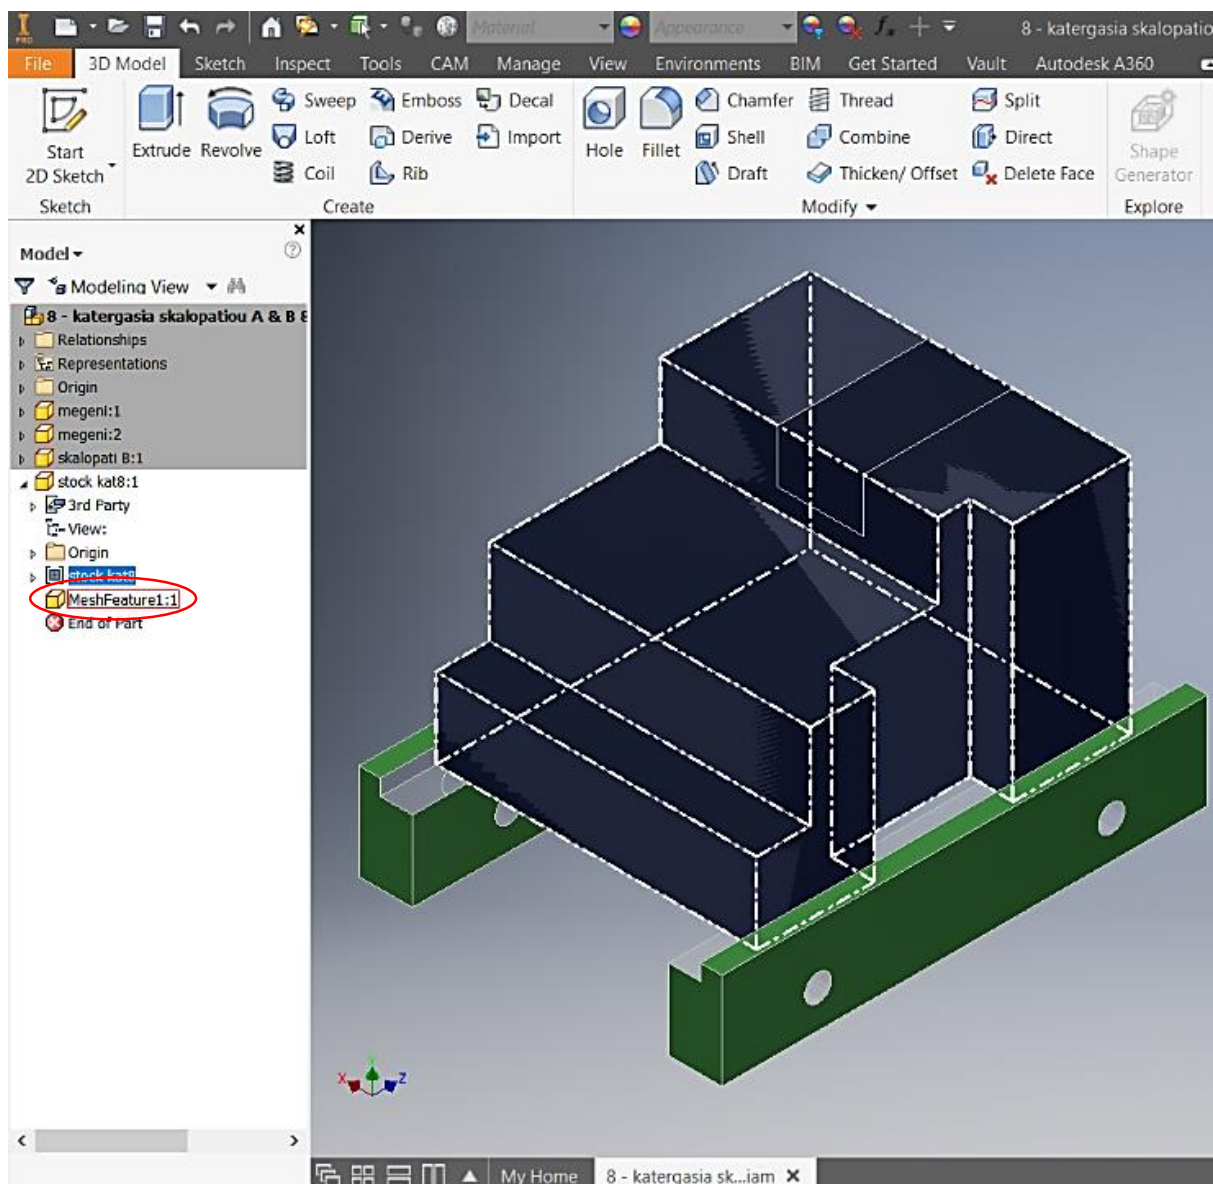 PRO
Material
Appearance
8 - katergasia skalopatio
File 3D Model Sketch Inspect Tools CAM Manage View Environments BIM Get Started Vault Autodesk A360
Start
2D Sketch
Extrude
Revolve
Sweep
Emboss
Decal
Loft
Derive
Import
Coil
Rib
Hole
Fillet
Chamfer
Thread
Split
Shell
Combine
Direct
Draft
Thicken/ Offset
Delete Face
Shape
Generator
Sketch
Create
Modify
Explore
Model
Modeling View
8 - katergasia skalopatiou A & B
Relationships
Representations
Origin
megeni:1
megeni:2
skalopati B:1
stock kat8:1
3rd Party
View:
Origin
stock kat8
MeshFeature1:1
End of Part
Y
X
Z
My Home
8 - katergasia sk...iam